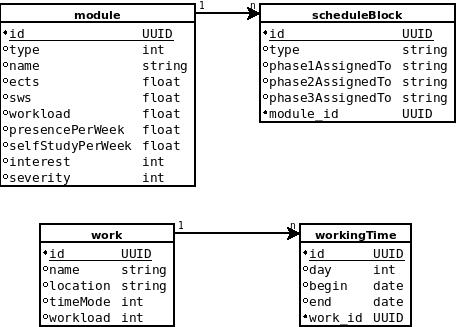 module
id UUID
type int
name string
ects float
sws float
workload float
presencePerWeek float
selfStudyPerWeek float
interest int
severity int
1 n
scheduleBlock
id UUID
type string
phase1AssignedTo string
phase2AssignedTo string
phase3AssignedTo string
module_id UUID
work
id UUID
name string
location string
timeMode int
workload int
1 n
workingTime
id UUID
day int
begin date
end date
work_id UUID